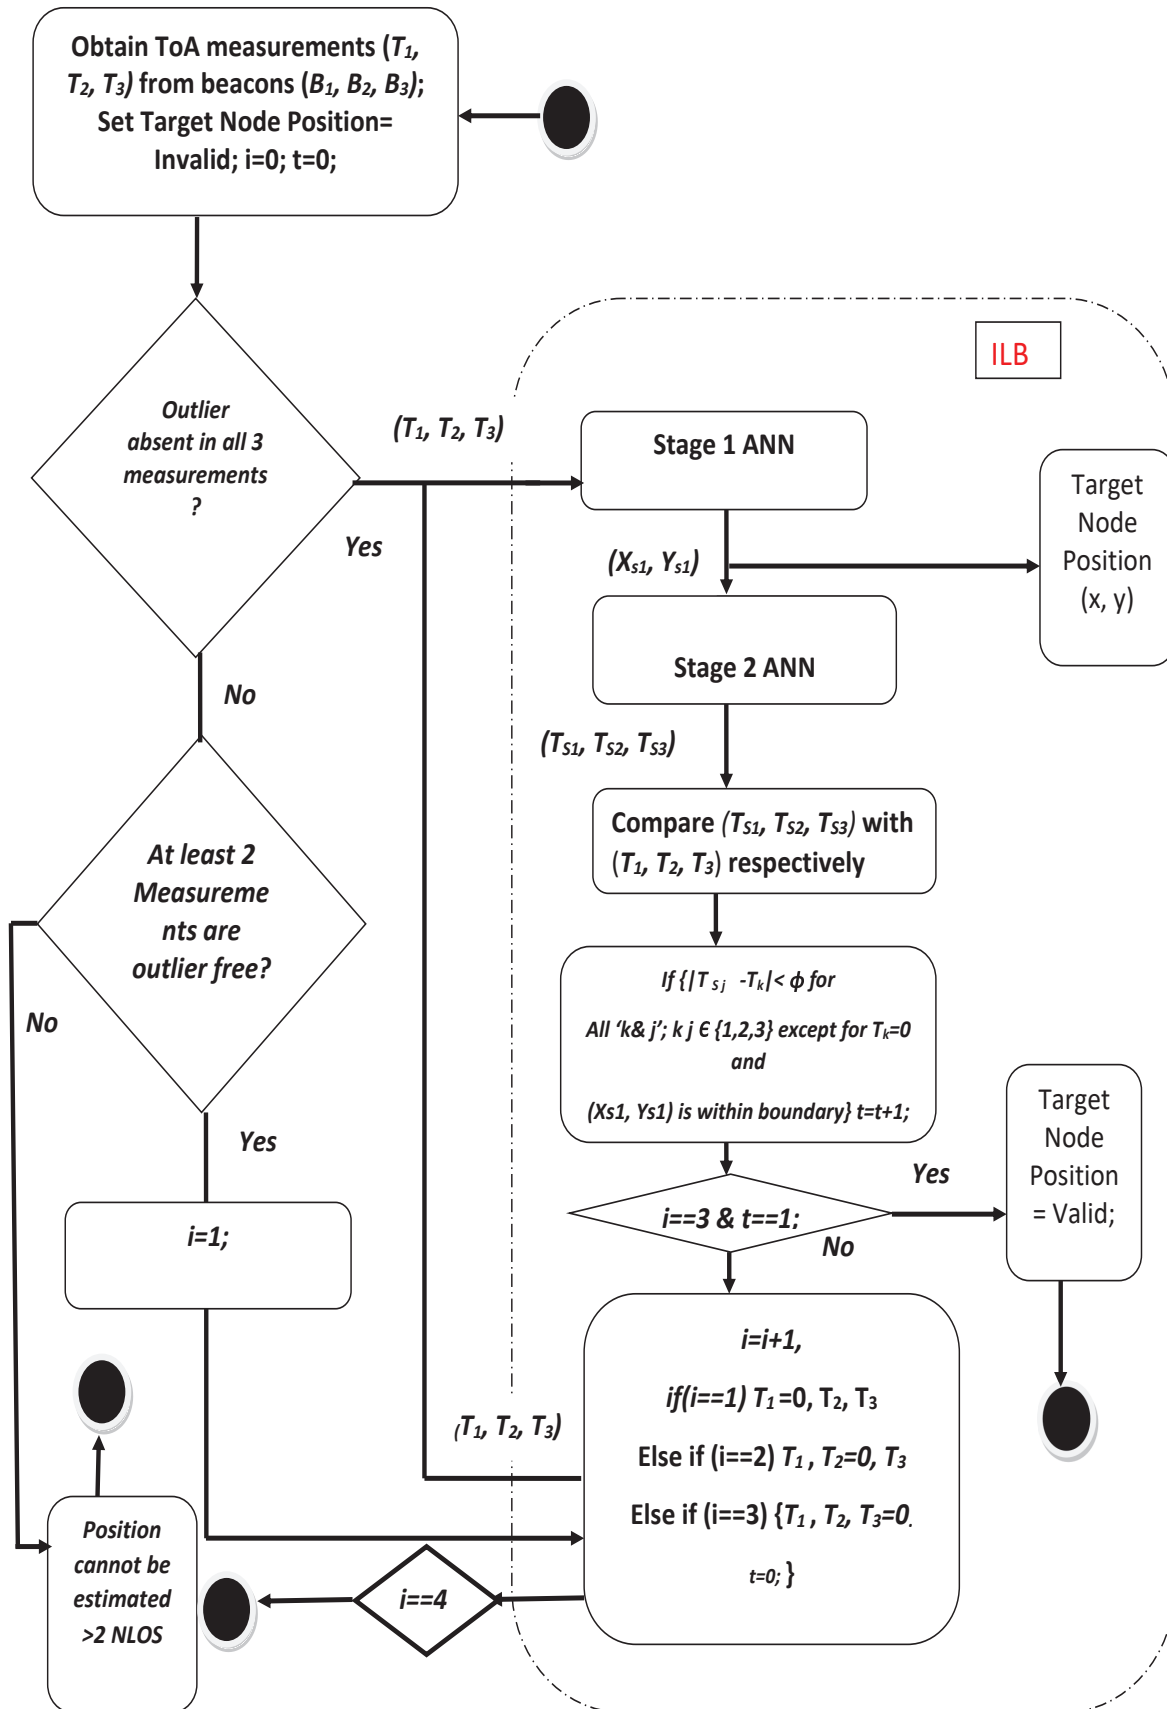 Obtain ToA measurements (T1,
T2, T3) from beacons (B1, B2, B3);
Set Target Node Position=
Invalid; i=0; t=0;
Outlier
absent in all 3
measurements
?
(T1, T2, T3)
Yes
No
ILB
Stage 1 ANN
(Xs1, Ys1)
Target
Node
Position
(x, y)
Stage 2 ANN
(TS1, TS2, TS3)
Compare (TS1, TS2, TS3) with
(T1, T2, T3) respectively
At least 2
Measureme
nts are
outlier free?
No
Yes
If {|T S j -Tk|< ϕ for
All ‘k& j’; k j Є {1,2,3} except for Tk=0
and
(Xs1, Ys1) is within boundary} t=t+1;
i==3 & t==1;
Yes
No
Target
Node
Position
= Valid;
i=1;
i=i+1,
if(i==1) T1 =0, T2, T3
Else if (i==2) T1 , T2=0, T3
Else if (i==3) {T1 , T2, T3=0.
t=0; }
(T1, T2, T3)
i==4
Position
cannot be
estimated
>2 NLOS